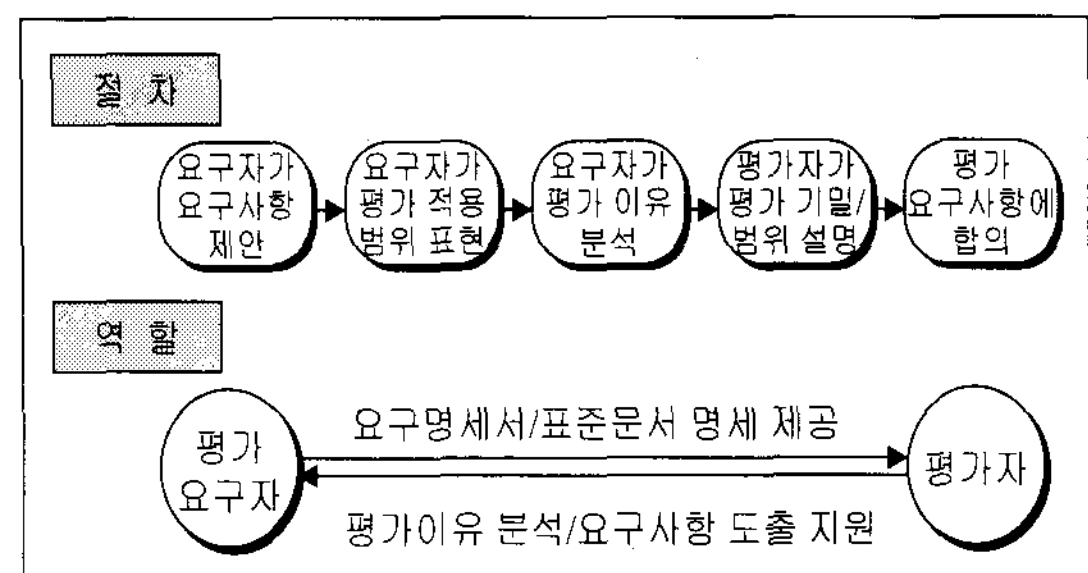 절 차
요구자가
요구사항
제안
요구자가
평가 적용
범위 표현
요구자가
평가 이유
분석
평가자가
평가 기밀/
범위 설명
평가
요구사항에
합의
역 할
평가
요구자
요구명세서/표준문서 명세 제공
평가자
평가이유 분석/요구사항 도출 지원